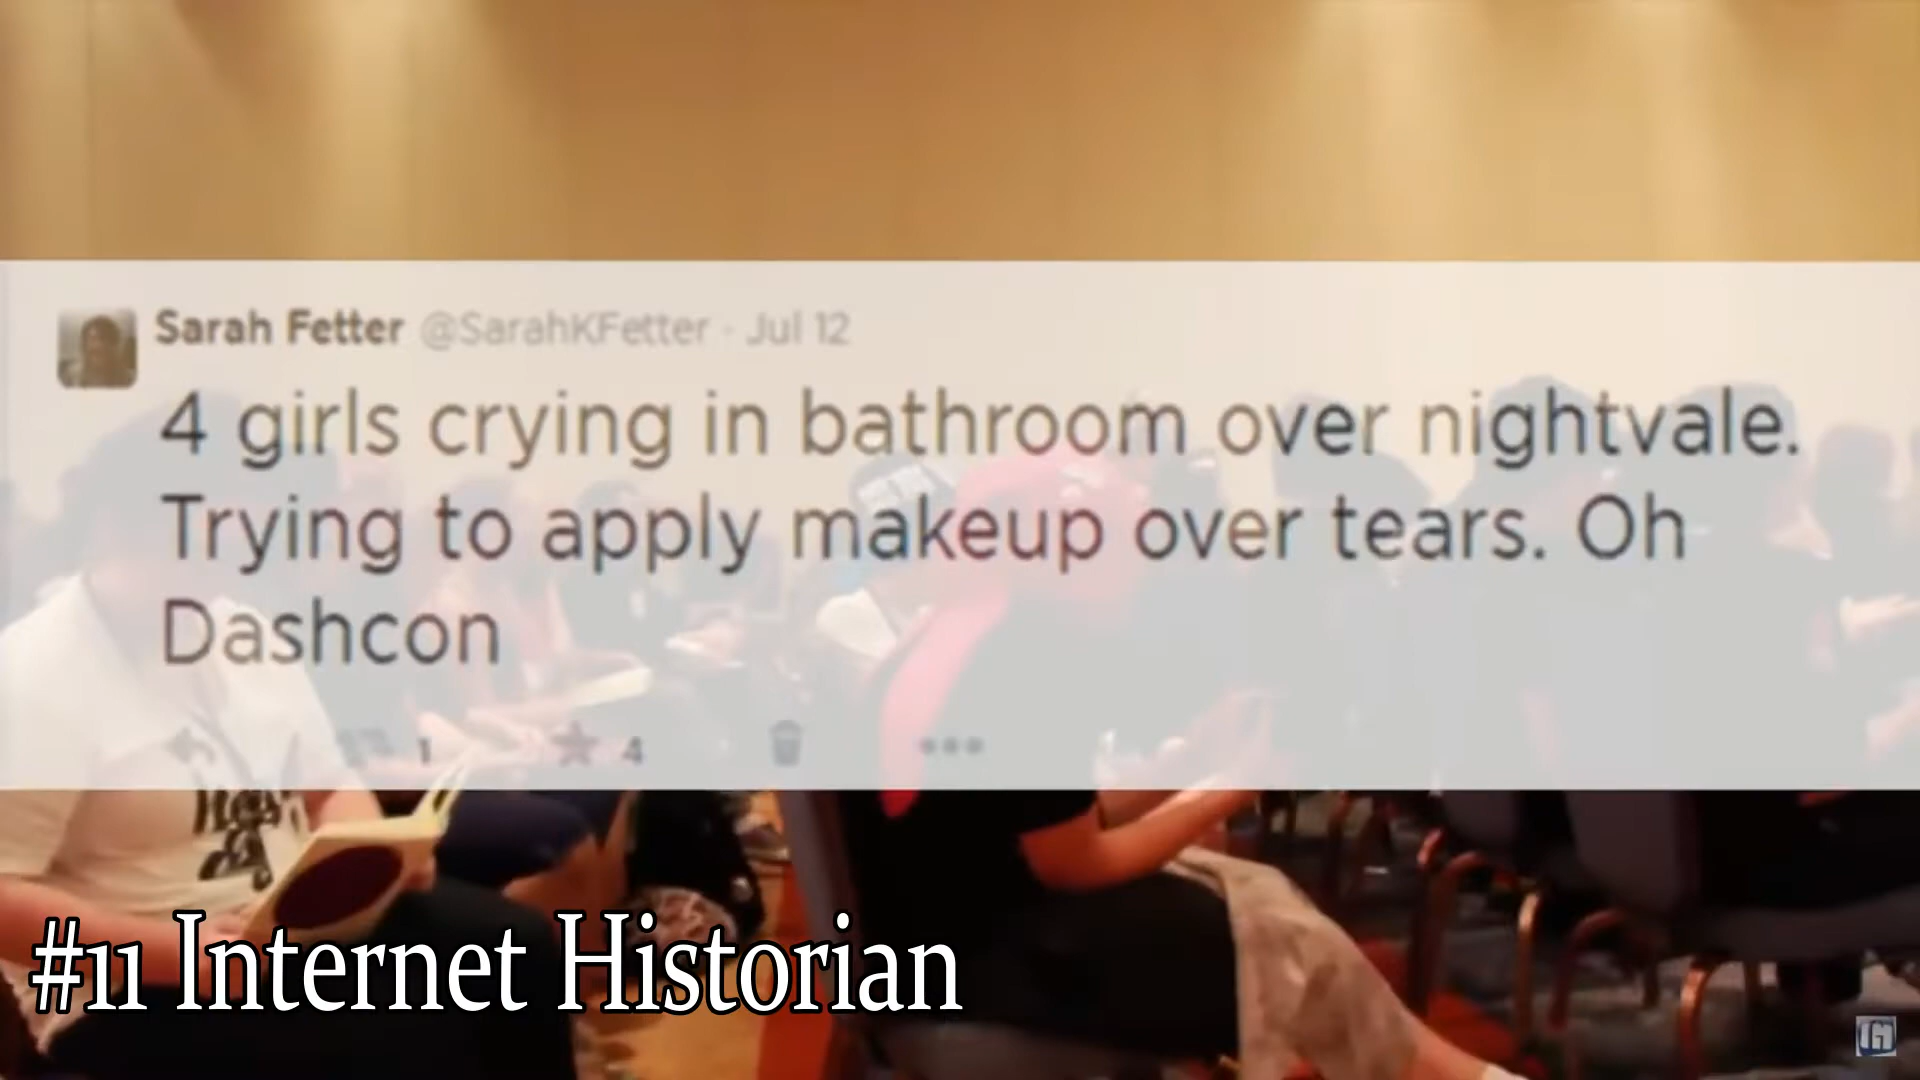 Sarah Fetter @SarahKFetter · Jul 12
4 girls crying in bathroom over nightvale.
Trying to apply makeup over tears. Oh
Dashcon
1 4
#11 Internet Historian